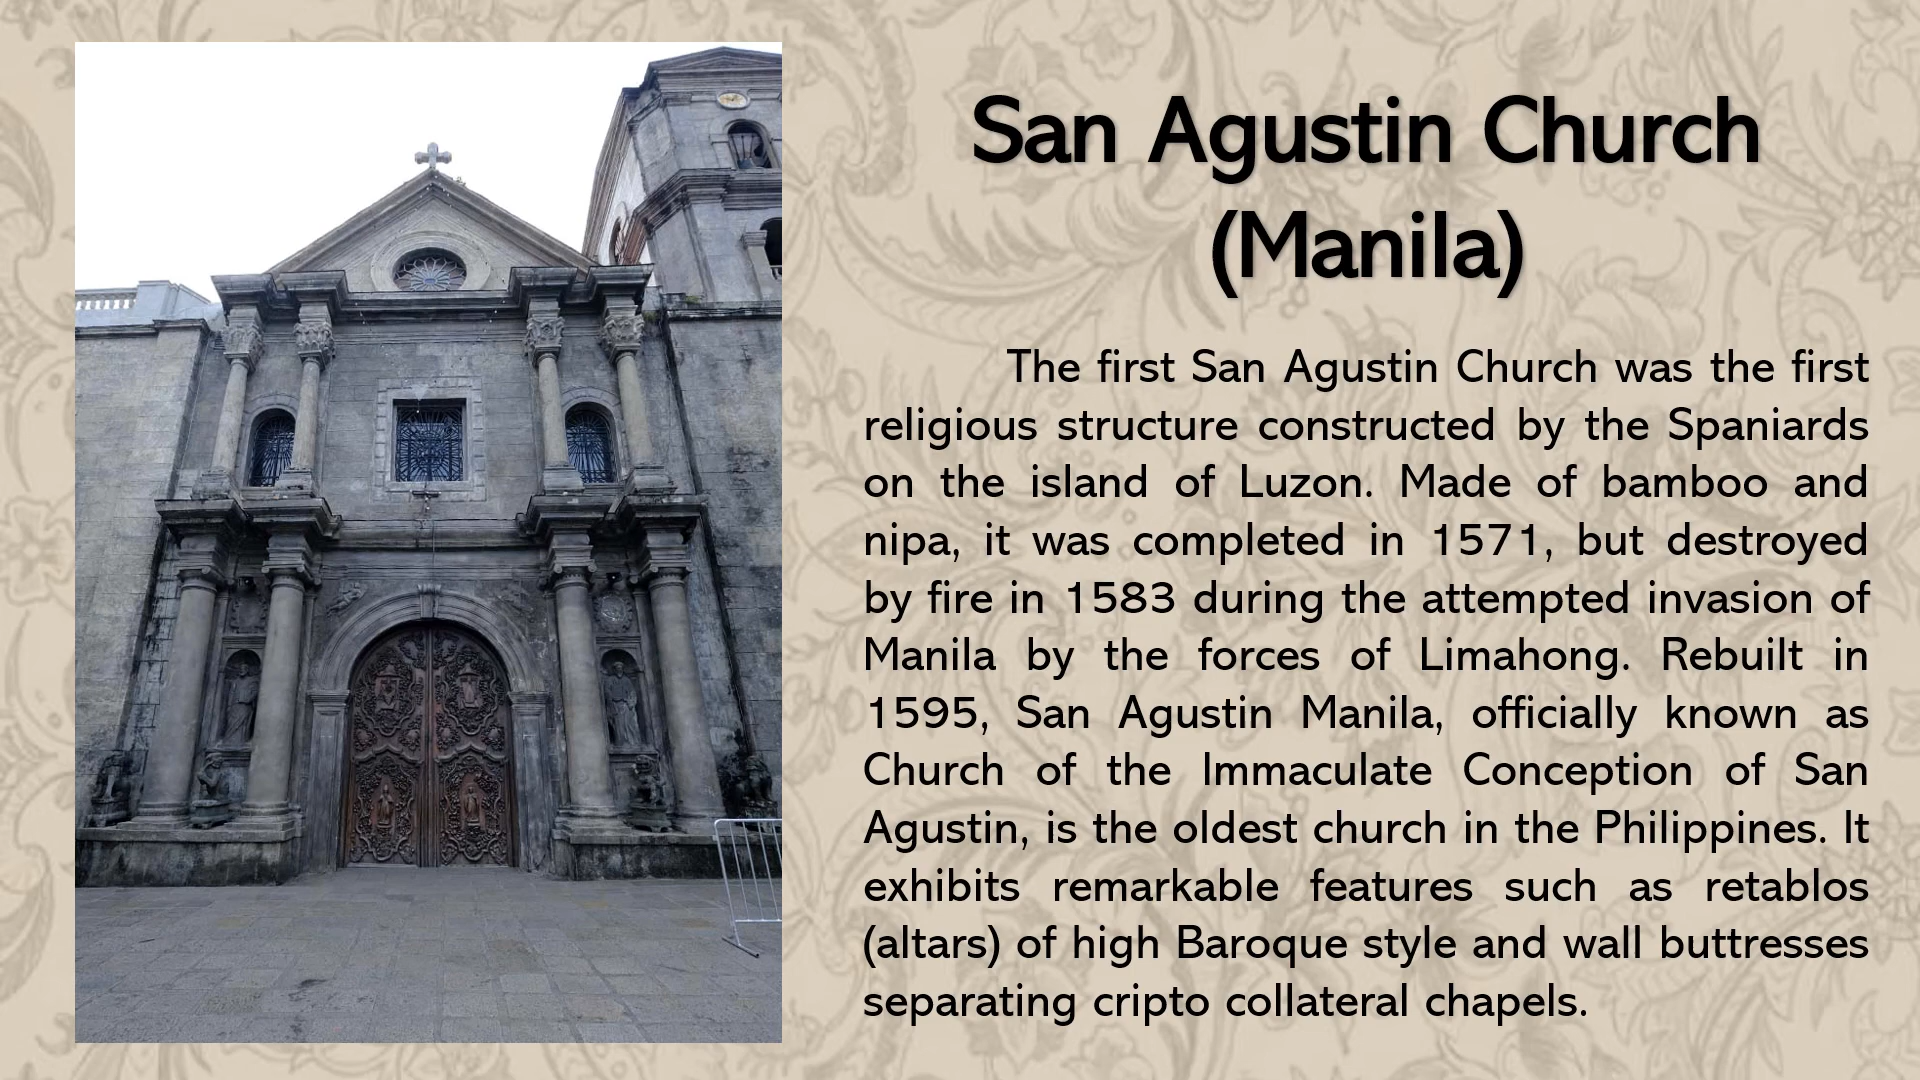 San Agustin Church
(Manila)
The first San Agustin Church was the first
religious structure constructed by the Spaniards
on the island of Luzon. Made of bamboo and
nipa, it was completed in 1571, but destroyed
by fire in 1583 during the attempted invasion of
Manila by the forces of Limahong. Rebuilt in
1595, San Agustin Manila, officially known as
Church of the Immaculate Conception of San
Agustin, is the oldest church in the Philippines. It
exhibits remarkable features such as retablos
(altars) of high Baroque style and wall buttresses
separating cripto collateral chapels.